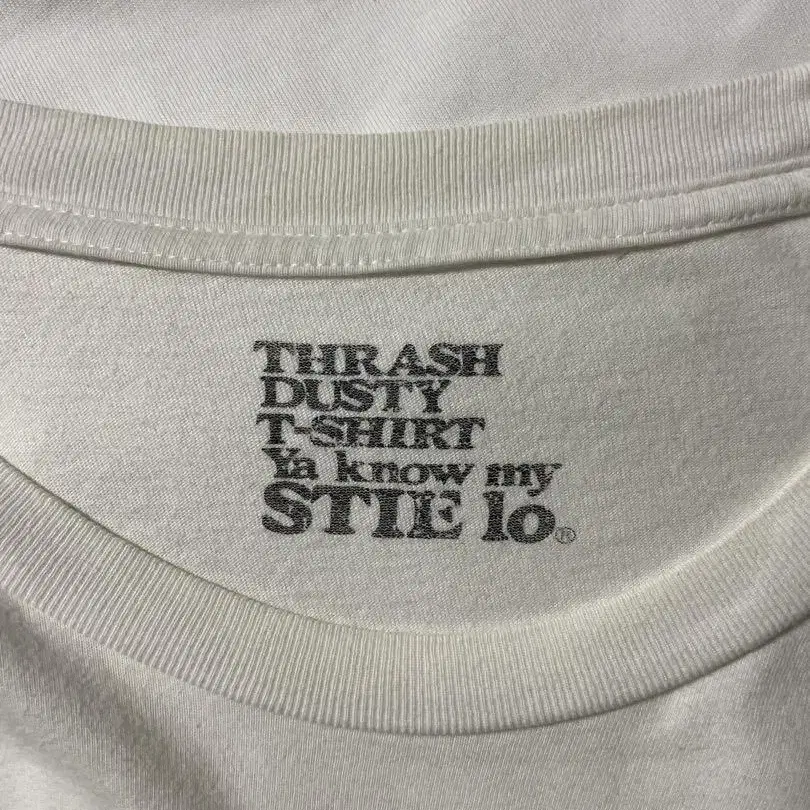 THRASH
DUSTY
T-SHIRT
Ya know my
STIE lo®